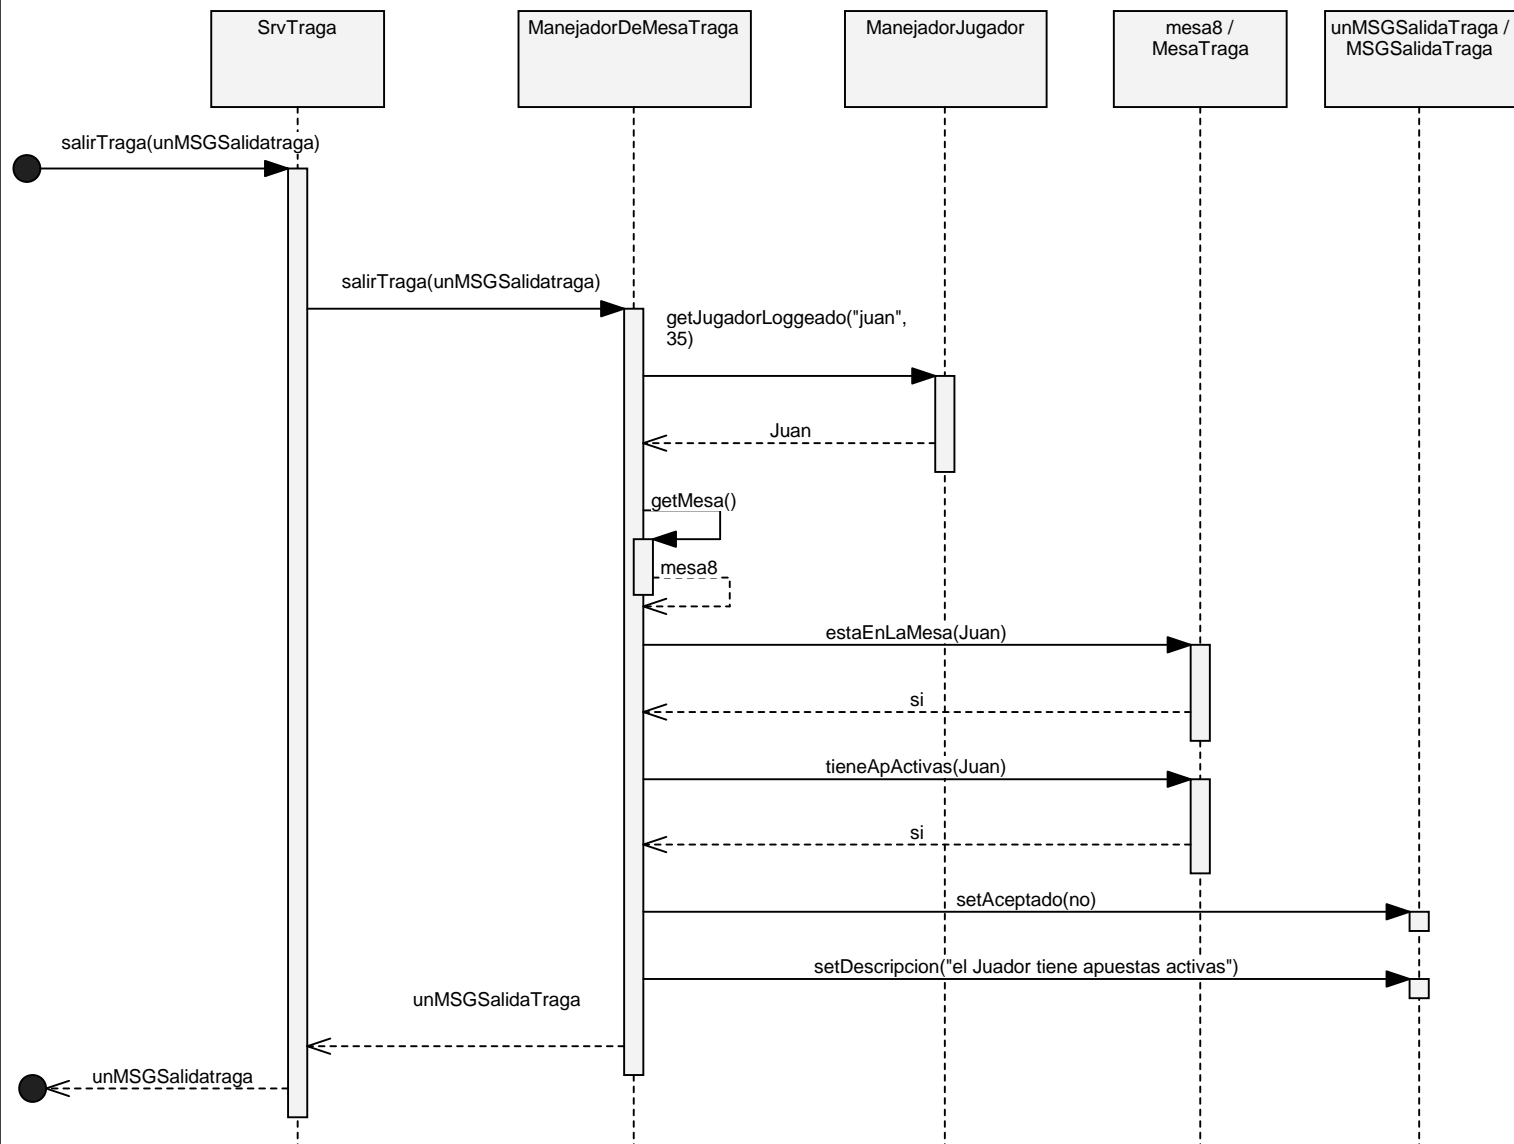 SrvTraga
ManejadorDeMesaTraga
ManejadorJugador
mesa8 /
MesaTraga
unMSGSalidaTraga /
MSGSalidaTraga
salirTraga(unMSGSalidatraga)
salirTraga(unMSGSalidatraga)
getJugadorLoggeado("juan",
35)
Juan
getMesa()
mesa8
estaEnLaMesa(Juan)
si
tieneApActivas(Juan)
si
setAceptado(no)
setDescripcion("el Juador tiene apuestas activas")
unMSGSalidaTraga
unMSGSalidatraga